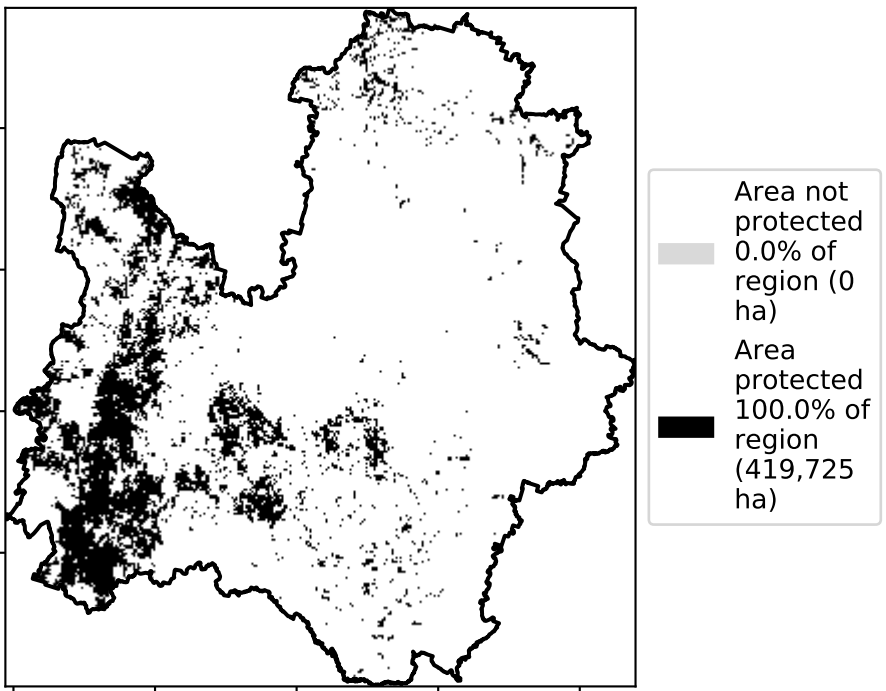 Area not
protected
0.0% of
region (0
ha)
Area
protected
100.0% of
region
(419,725
ha)